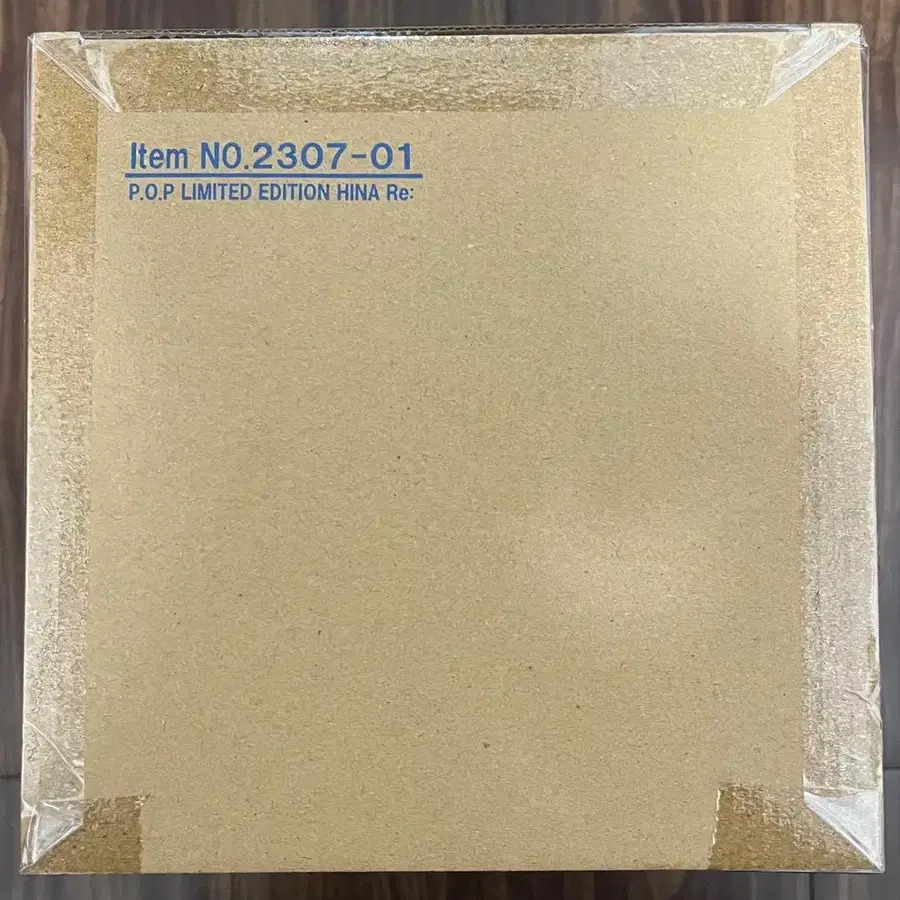 Item NO.2307-01
P.O.P LIMITED EDITION HINA Re: